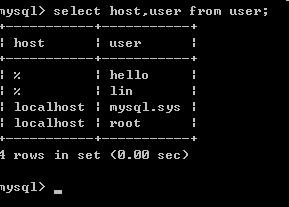 mysql> select host,user from user;
+-----------+-----------+
| host      | user      |
+-----------+-----------+
| %         | hello     |
| %         | lin       |
| localhost | mysql.sys |
| localhost | root      |
+-----------+-----------+
4 rows in set (0.00 sec)
mysql> _